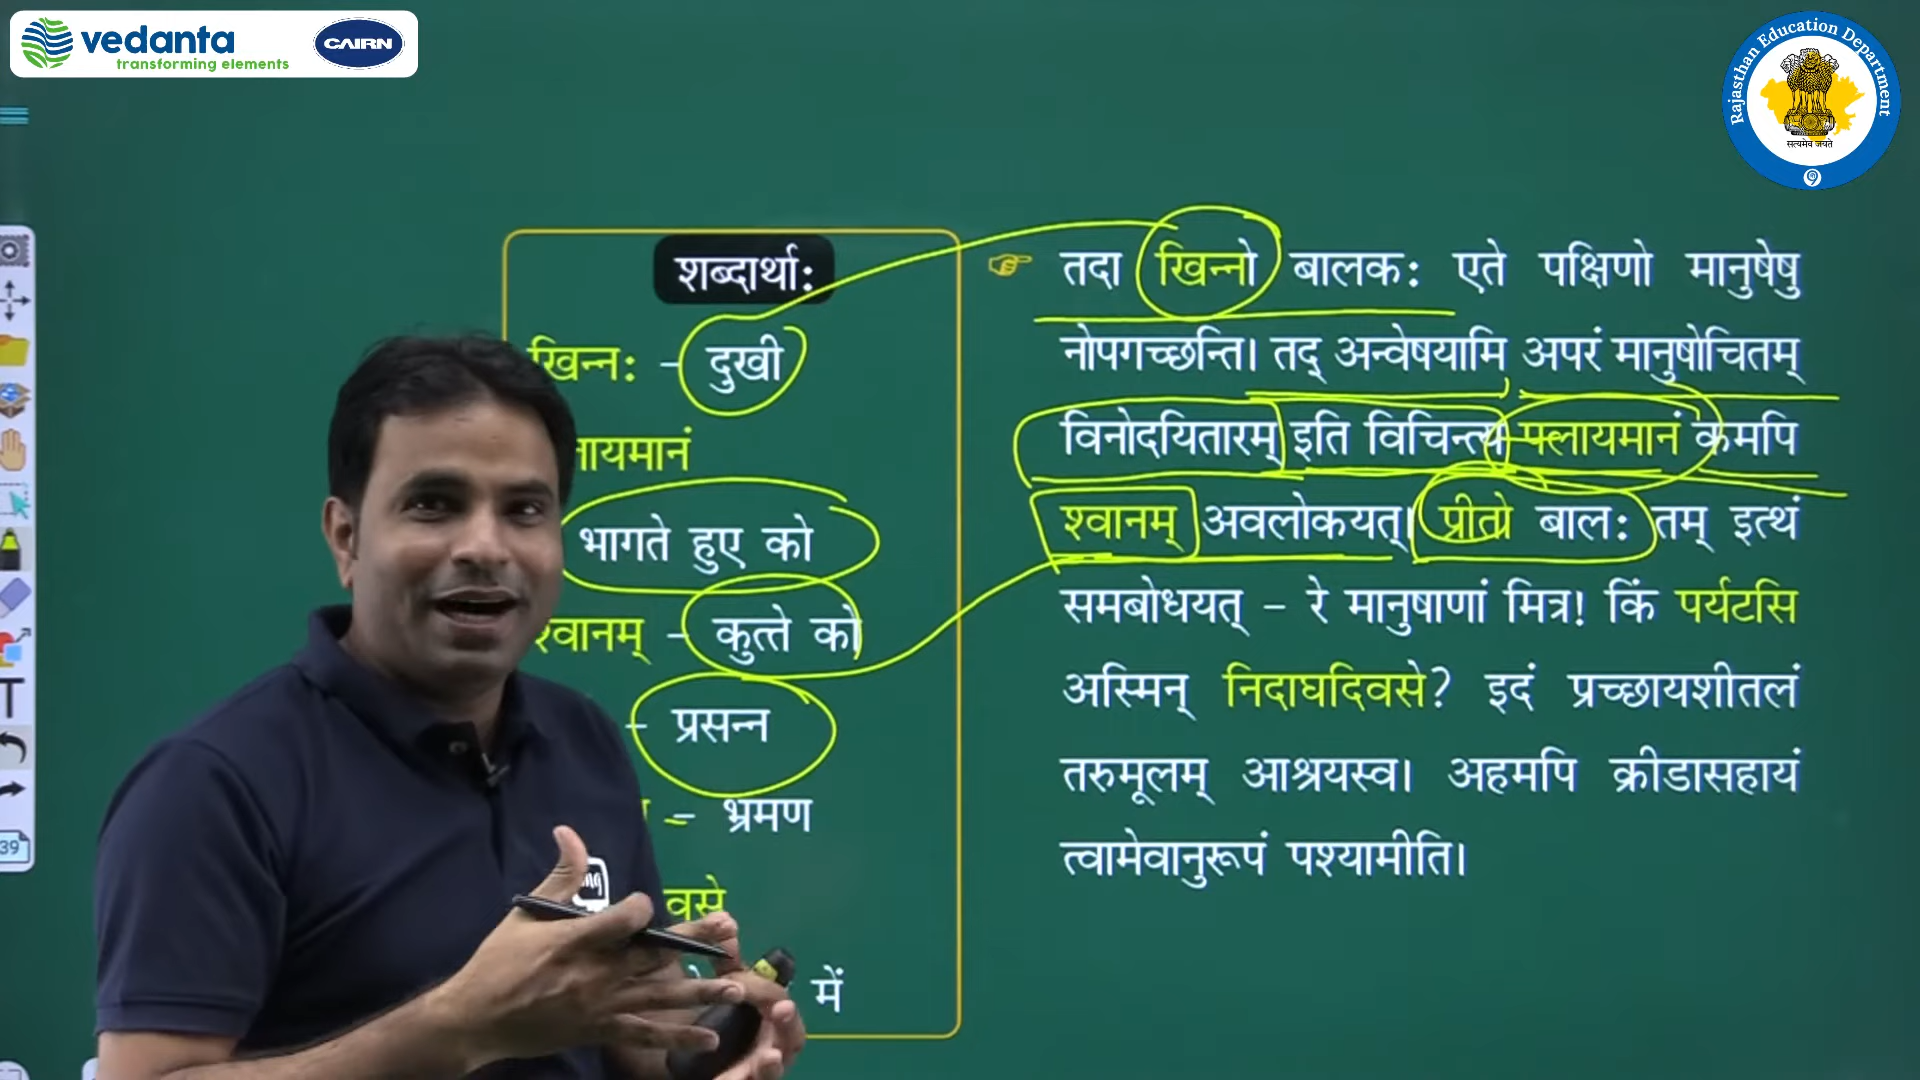 vedanta
transforming elements
CAIRN
Rajasthan Education Department
सत्यमेव जयते
शब्दार्थाः
खिन्नः - दुखी
भागते हुए को
श्वानम् - कुत्ते को
- प्रसन्न
- भ्रमण
में
तदा खिन्नो बालकः एते पक्षिणो मानुषेषु
नोपगच्छन्ति। तद् अन्वेषयामि अपरं मानुषोचितम्
विनोदयितारम् इति विचिन्त्य पलायमानं कमपि
श्वानम् अवलोकयत्। प्रीतो बालः तम् इत्थं
समबोधयत् – रे मानुषाणां मित्र! किं पर्यटसि
अस्मिन् निदाघदिवसे? इदं प्रच्छायशीतलं
तरुमूलम् आश्रयस्व। अहमपि क्रीडासहायं
त्वामेवानुरूपं पश्यामीति।
T
39